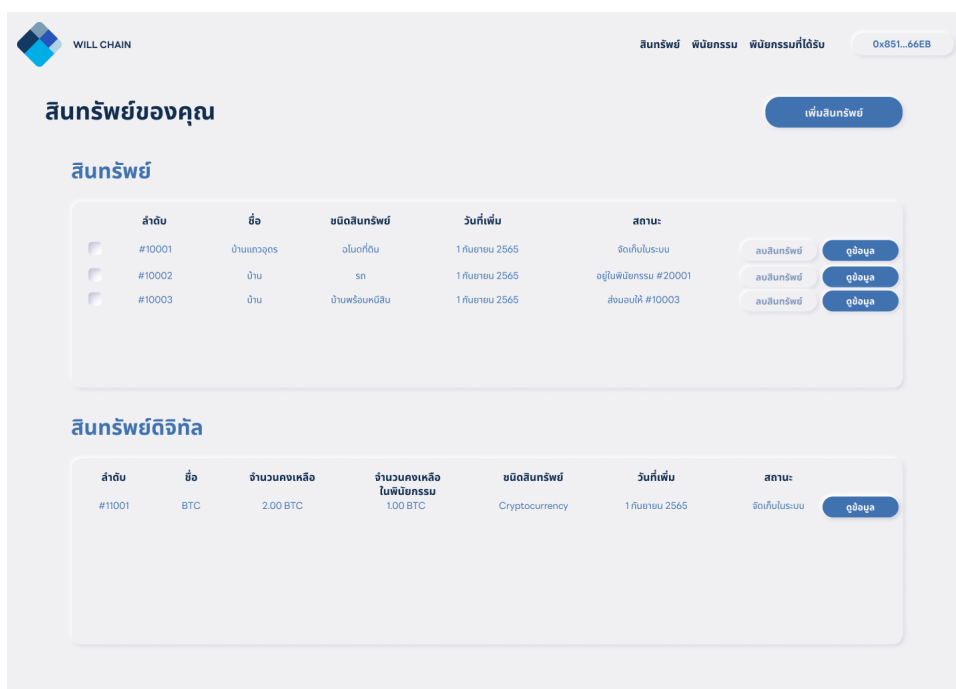 WILL CHAIN
สินทรัพย์ พินัยกรรม พินัยกรรมที่ได้รับ 0x851...66EB
สินทรัพย์ของคุณ เพิ่มสินทรัพย์
สินทรัพย์
ลำดับ ชื่อ ชนิดสินทรัพย์ วันที่เพิ่ม สถานะ
#10001 บ้านแถวอุดร อโนดที่ดิน 1 กันยายน 2565 จัดเก็บในระบบ ลบสินทรัพย์ ดูข้อมูล
#10002 บ้าน รถ 1 กันยายน 2565 อยู่ในพินัยกรรม #20001 ลบสินทรัพย์ ดูข้อมูล
#10003 บ้าน บ้านพร้อมหนีสิน 1 กันยายน 2565 ส่งมอบให้ #10003 ลบสินทรัพย์ ดูข้อมูล
สินทรัพย์ดิจิทัล
ลำดับ ชื่อ จำนวนคงเหลือ จำนวนคงเหลือ ชนิดสินทรัพย์ วันที่เพิ่ม สถานะ
ในพินัยกรรม
#11001 BTC 2.00 BTC 1.00 BTC Cryptocurrency 1 กันยายน 2565 จัดเก็บในระบบ ดูข้อมูล